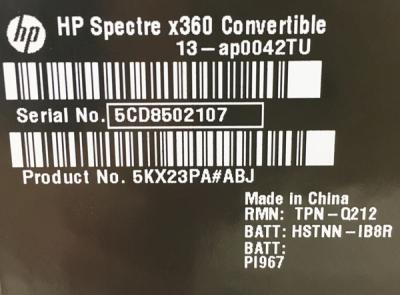 hp HP Spectre x360 Convertible
13-ap0042TU
Serial No. 5CD8502107
Product No. 5KX23PA#ABJ
Made in China
RMN: TPN-Q212
BATT: HSTNN-IB8R
BATT:
PI967